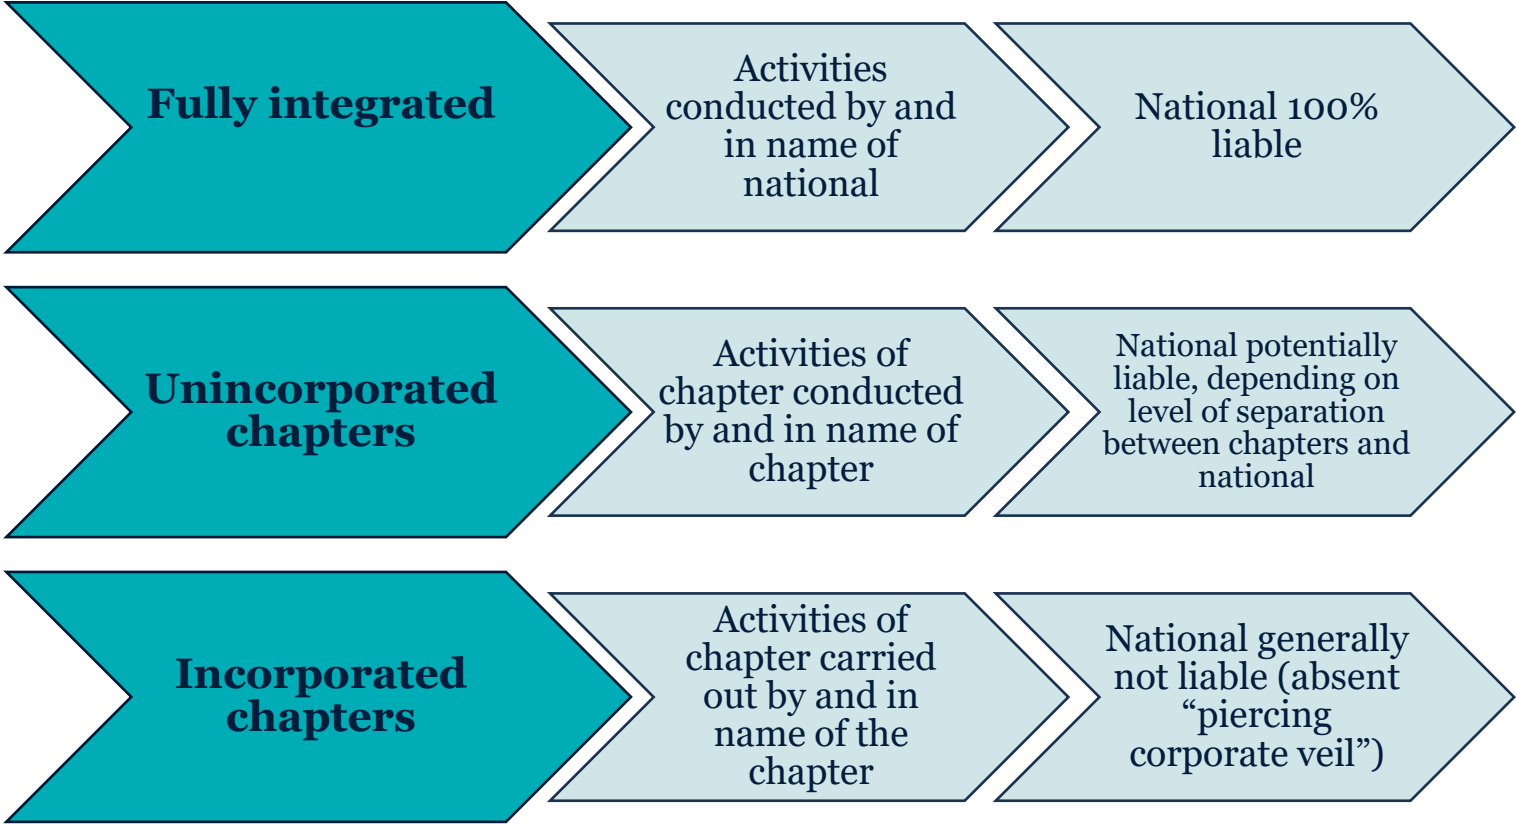 Fully integrated
Activities
conducted by and
in name of
national
National 100%
liable
Unincorporated
chapters
Activities of
chapter conducted
by and in name of
chapter
National potentially
liable, depending on
level of separation
between chapters and
national
Incorporated
chapters
Activities of
chapter carried
out by and in
name of the
chapter
National generally
not liable (absent
“piercing
corporate veil”)